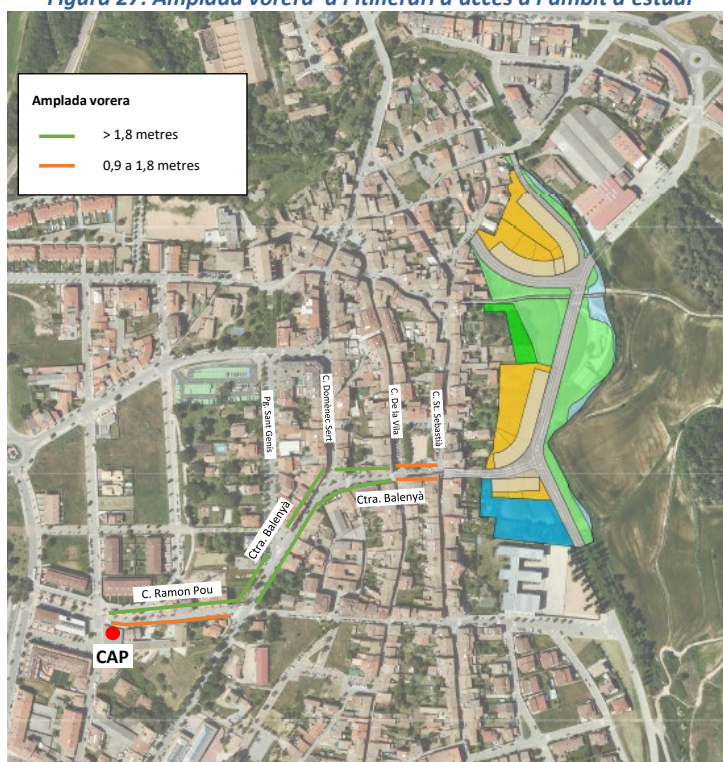 Figura 27. Amplada vorera a l'itinerari d'accés a l'àmbit d'estudi
Amplada vorera
> 1,8 metres
0,9 a 1,8 metres
Pg. Sant Genís
C. Domènec Sert
C. De la Vila
C. St. Sebastià
Ctra. Balenyà
Ctra. Balenyà
C. Ramon Pou
CAP